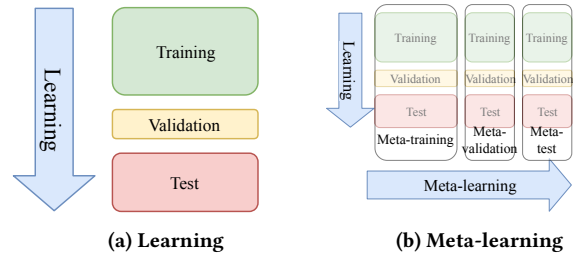 Learning
Training
Validation
Test
(a) Learning
Learning
Training
Training
Training
Validation
Validation
Validation
Test
Test
Test
Meta-training
Meta-
validation
Meta-
test
Meta-learning
(b) Meta-learning